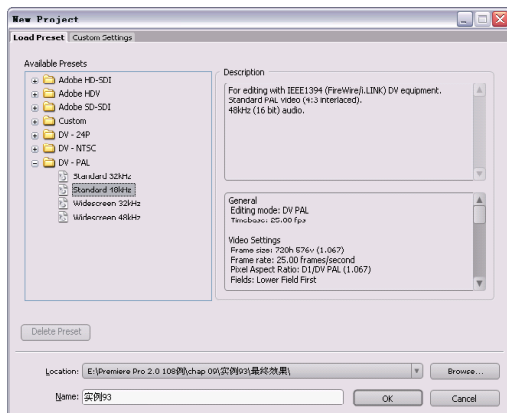 New Project
Load Preset Custom Settings
Available Presets
Adobe HD-SDI
Adobe HDV
Adobe SD-SDI
Custom
DV - 24P
DV - NTSC
DV - PAL
Standard 32kHz
Standard 48kHz
Widescreen 32kHz
Widescreen 48kHz
Description
For editing with IEEE1394 (FireWire/i.LINK) DV equipment.
Standard PAL video (4:3 interlaced).
48kHz (16 bit) audio.
General
Editing mode: DV PAL
Timebase: 25.00 fps
Video Settings
Frame size: 720h 576v (1.067)
Frame rate: 25.00 frames/second
Pixel Aspect Ratio: D1/DV PAL (1.067)
Fields: Lower Field First
Delete Preset
Location: E:\Premiere Pro 2.0 108例\chap 09\实例93\最终效果\
Browse...
Name: 实例93
OK
Cancel